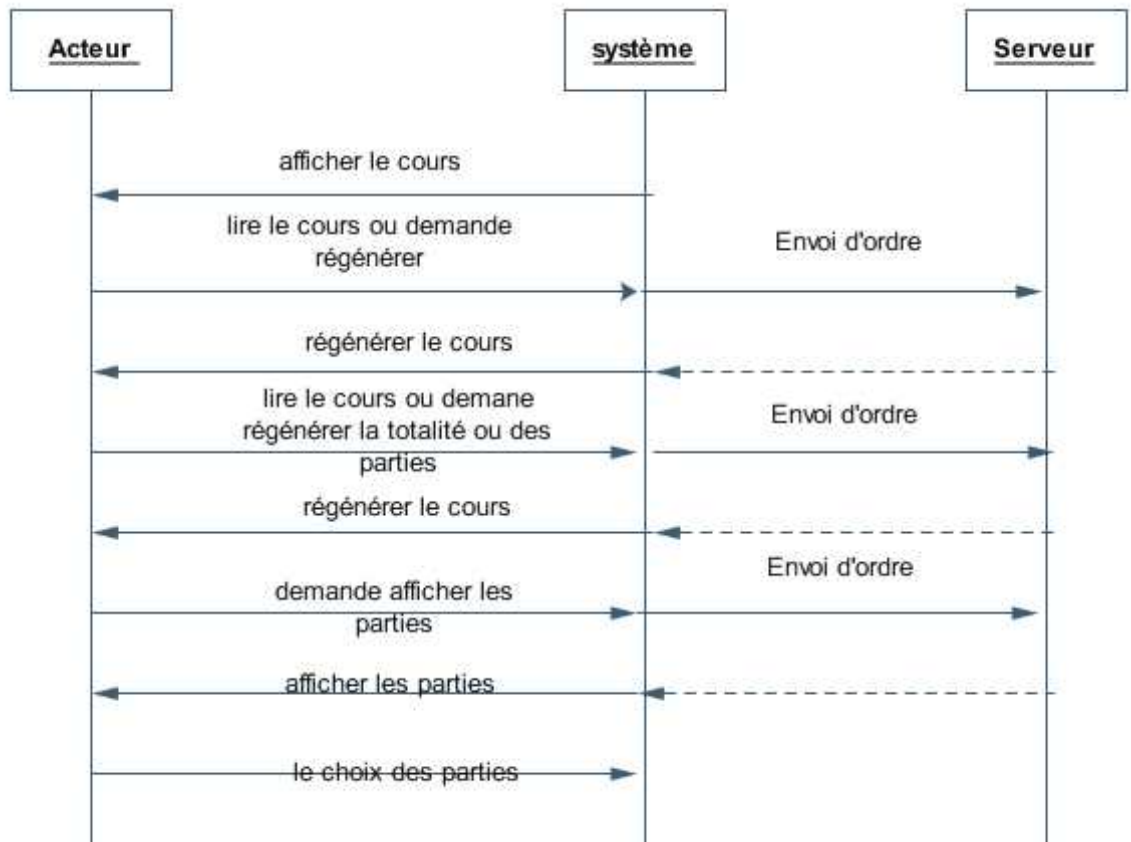 Acteur
système
Serveur
afficher le cours
lire le cours ou demande
régénérer
Envoi d'ordre
régénérer le cours
lire le cours ou demane
régénérer la totalité ou des
parties
Envoi d'ordre
régénérer le cours
Envoi d'ordre
demande afficher les
parties
afficher les parties
le choix des parties